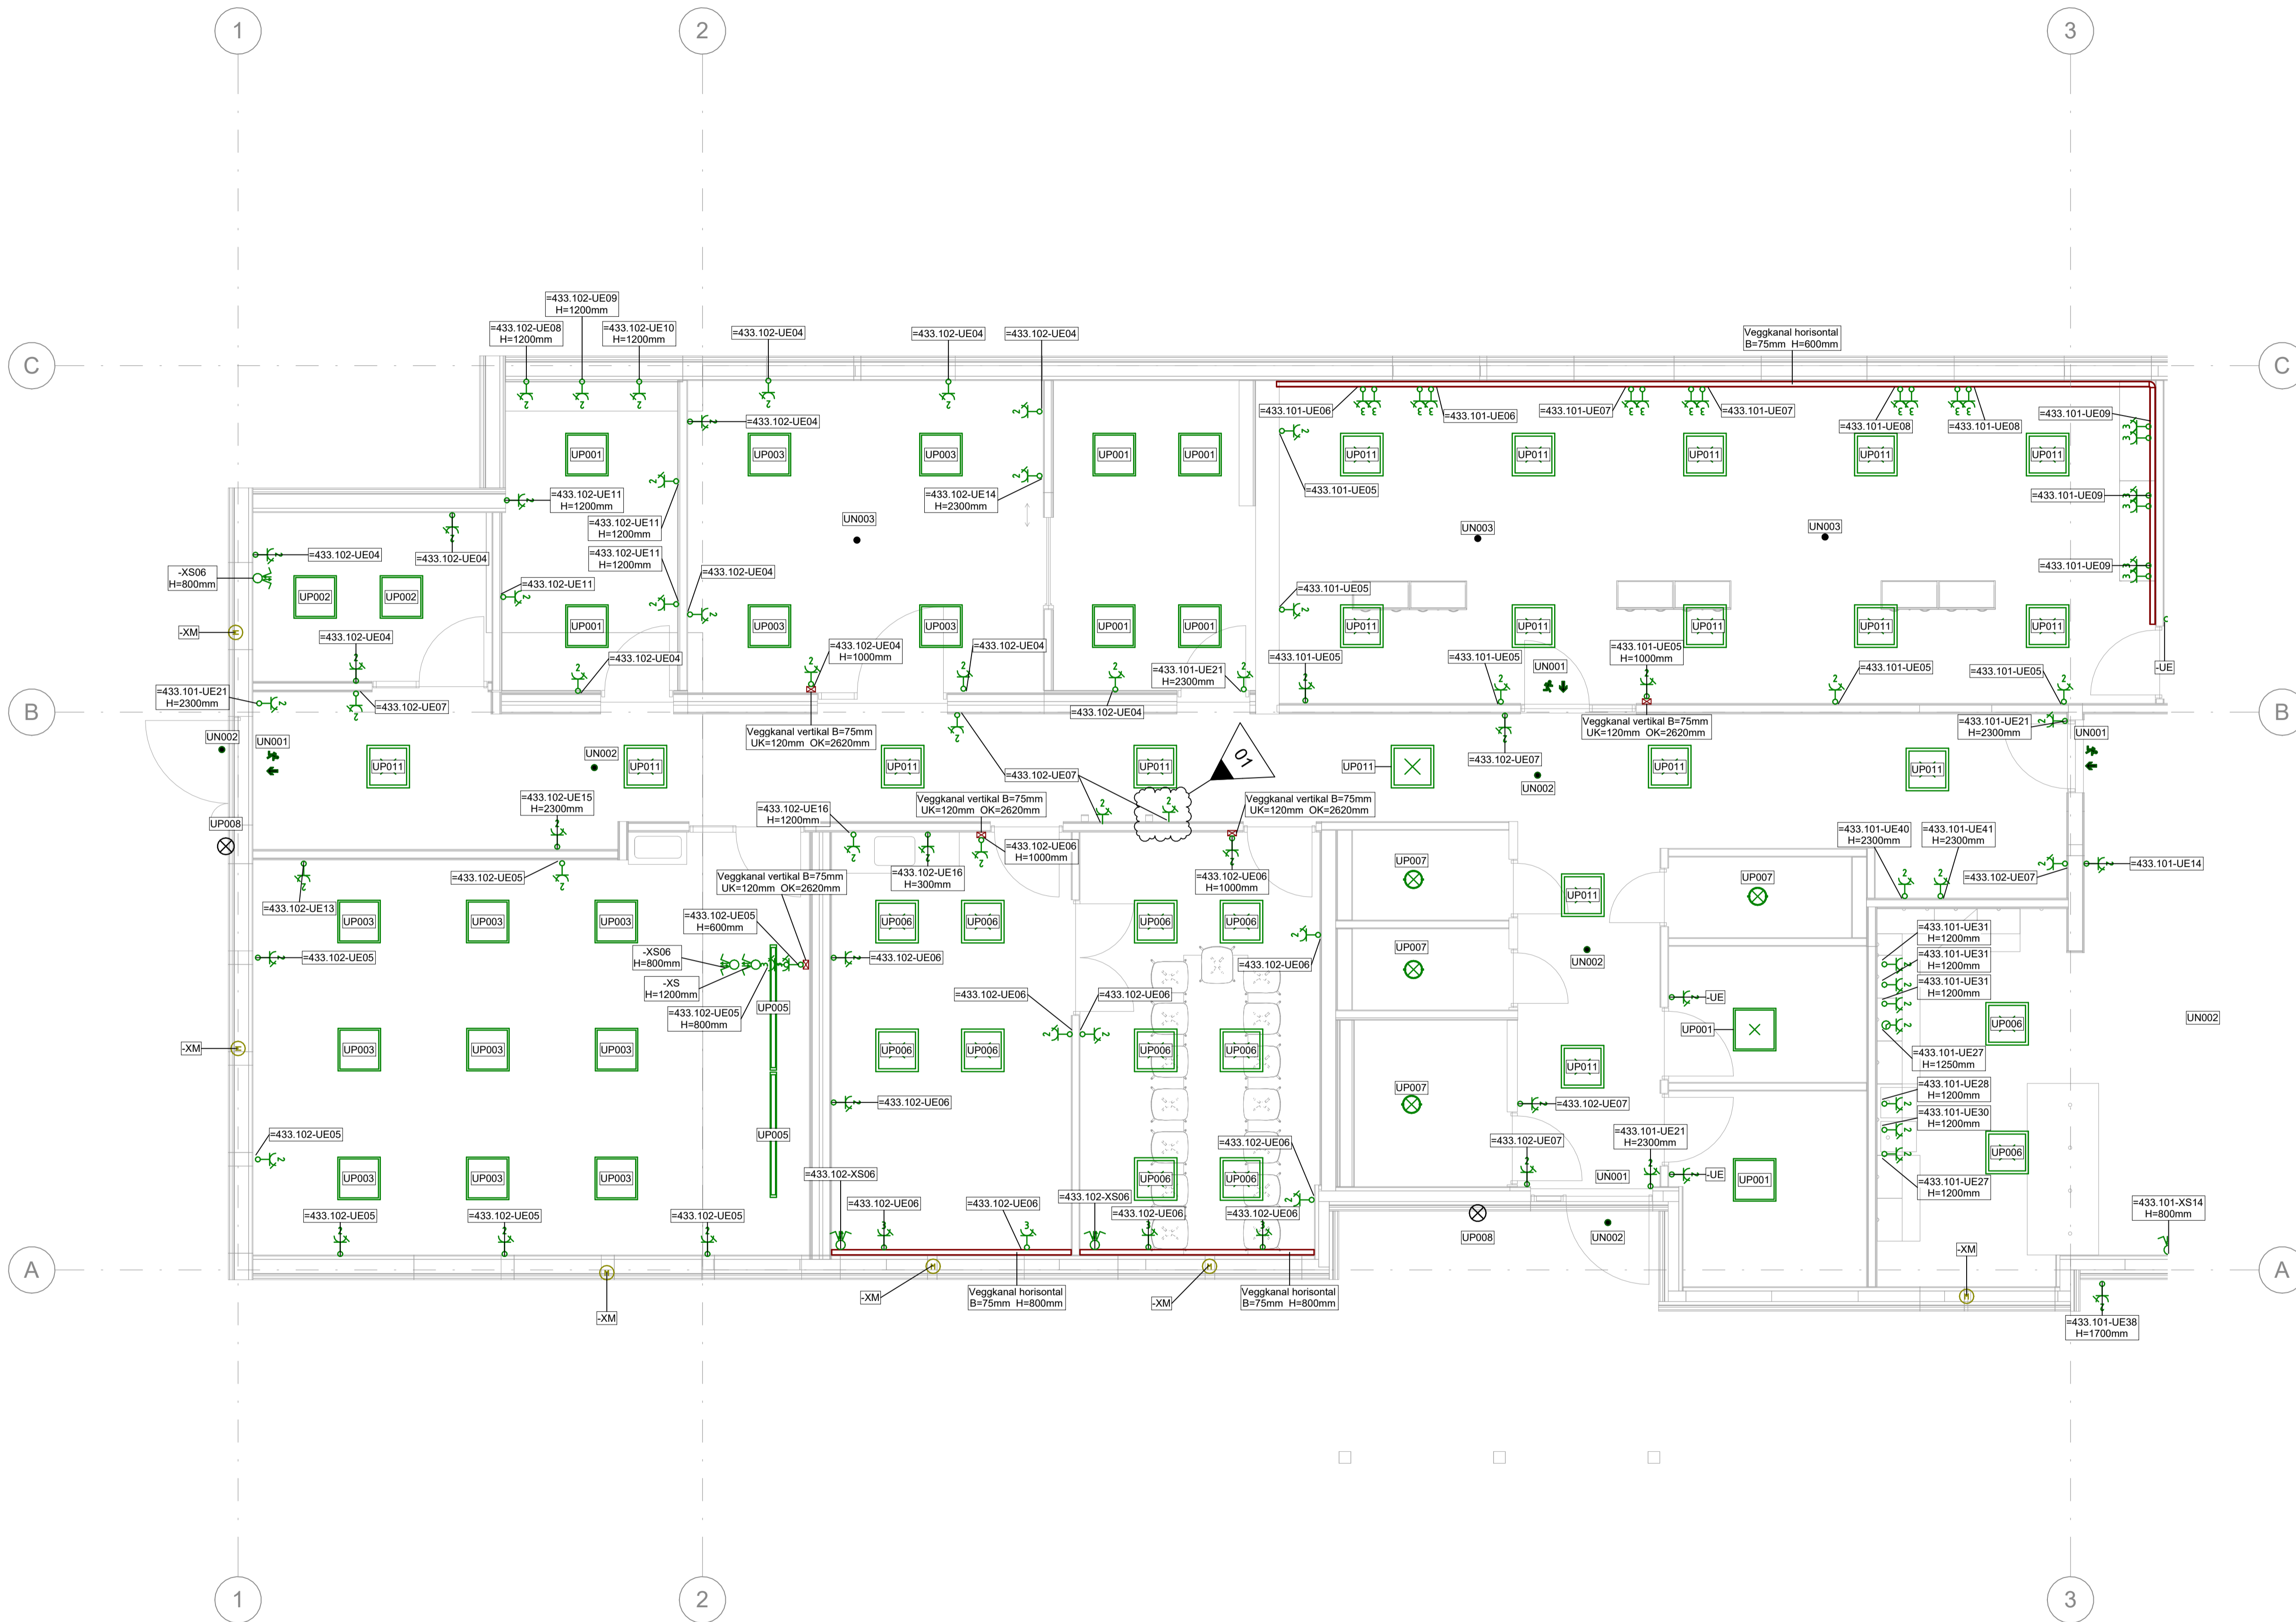 1
2
3
=433.102-UE09
H=1200mm
=433.102-UE08
H=1200mm
=433.102-UE10
H=1200mm
=433.102-UE04
=433.102-UE04
=433.102-UE04
Veggkanal horisontal
B=75mm H=600mm
C
C
=433.101-UE06
=433.101-UE06
=433.101-UE07
=433.101-UE07
=433.101-UE08
=433.101-UE08
=433.101-UE09
=433.102-UE04
UP001
UP003
UP003
UP001
UP001
UP011
UP011
UP011
UP011
UP011
=433.102-UE11
H=1200mm
=433.102-UE14
H=2300mm
=433.101-UE05
=433.101-UE09
=433.102-UE11
H=1200mm
UN003
UN003
UN003
=433.102-UE04
=433.102-UE04
=433.102-UE11
H=1200mm
-XS06
H=800mm
=433.102-UE11
=433.102-UE04
=433.101-UE05
=433.101-UE09
UP002
UP002
UP001
UP003
UP003
UP001
UP001
UP011
UP011
UP011
UP011
UP011
-XM
=433.102-UE04
=433.102-UE04
=433.102-UE04
H=1000mm
=433.102-UE04
=433.101-UE21
H=2300mm
=433.101-UE05
=433.101-UE05
UN001
=433.101-UE05
H=1000mm
=433.101-UE05
=433.101-UE05
-UE
=433.101-UE21
H=2300mm
=433.102-UE07
=433.102-UE04
B
B
Veggkanal vertikal B=75mm
UK=120mm OK=2620mm
Veggkanal vertikal B=75mm
UK=120mm OK=2620mm
=433.101-UE21
H=2300mm
UN002
UN001
UN002
UN001
=433.102-UE07
UP011
UP011
UP011
UP011
UP011
UP011
UP011
01
=433.102-UE07
UN002
=433.102-UE15
H=2300mm
=433.102-UE16
H=1200mm
Veggkanal vertikal B=75mm
UK=120mm OK=2620mm
Veggkanal vertikal B=75mm
UK=120mm OK=2620mm
UP008
=433.102-UE06
H=1000mm
=433.101-UE40
H=2300mm
=433.101-UE41
H=2300mm
=433.102-UE05
Veggkanal vertikal B=75mm
UK=120mm OK=2620mm
=433.102-UE16
H=300mm
=433.102-UE06
H=1000mm
UP007
UP007
=433.102-UE07
=433.101-UE14
=433.102-UE13
UP003
UP003
UP003
=433.102-UE05
H=600mm
UP006
UP006
UP006
UP006
UP011
=433.102-UE05
-XS06
H=800mm
-XS
H=1200mm
=433.102-UE06
=433.102-UE06
UP007
UN002
=433.101-UE31
H=1200mm
=433.101-UE31
H=1200mm
=433.101-UE31
H=1200mm
=433.102-UE05
H=800mm
UP005
=433.102-UE06
=433.102-UE06
-UE
UP001
UP006
UN002
-XM
UP003
UP003
UP003
UP006
UP006
UP006
UP006
UP011
=433.101-UE27
H=1250mm
UP007
=433.101-UE28
H=1200mm
=433.102-UE06
=433.102-UE07
=433.101-UE30
H=1200mm
=433.102-UE05
UP005
=433.102-UE06
=433.102-UE07
=433.101-UE21
H=2300mm
UP006
UP003
UP003
UP003
=433.102-XS06
UP006
UP006
UN001
-UE
UP001
=433.101-UE27
H=1200mm
=433.102-UE05
=433.102-UE05
=433.102-UE05
=433.102-UE06
=433.102-UE06
=433.102-XS06
=433.102-UE06
=433.102-UE06
UP008
UN002
=433.101-XS14
H=800mm
A
A
-XM
-XM
-XM
-XM
Veggkanal horisontal
B=75mm H=800mm
Veggkanal horisontal
B=75mm H=800mm
=433.101-UE38
H=1700mm
1
2
3